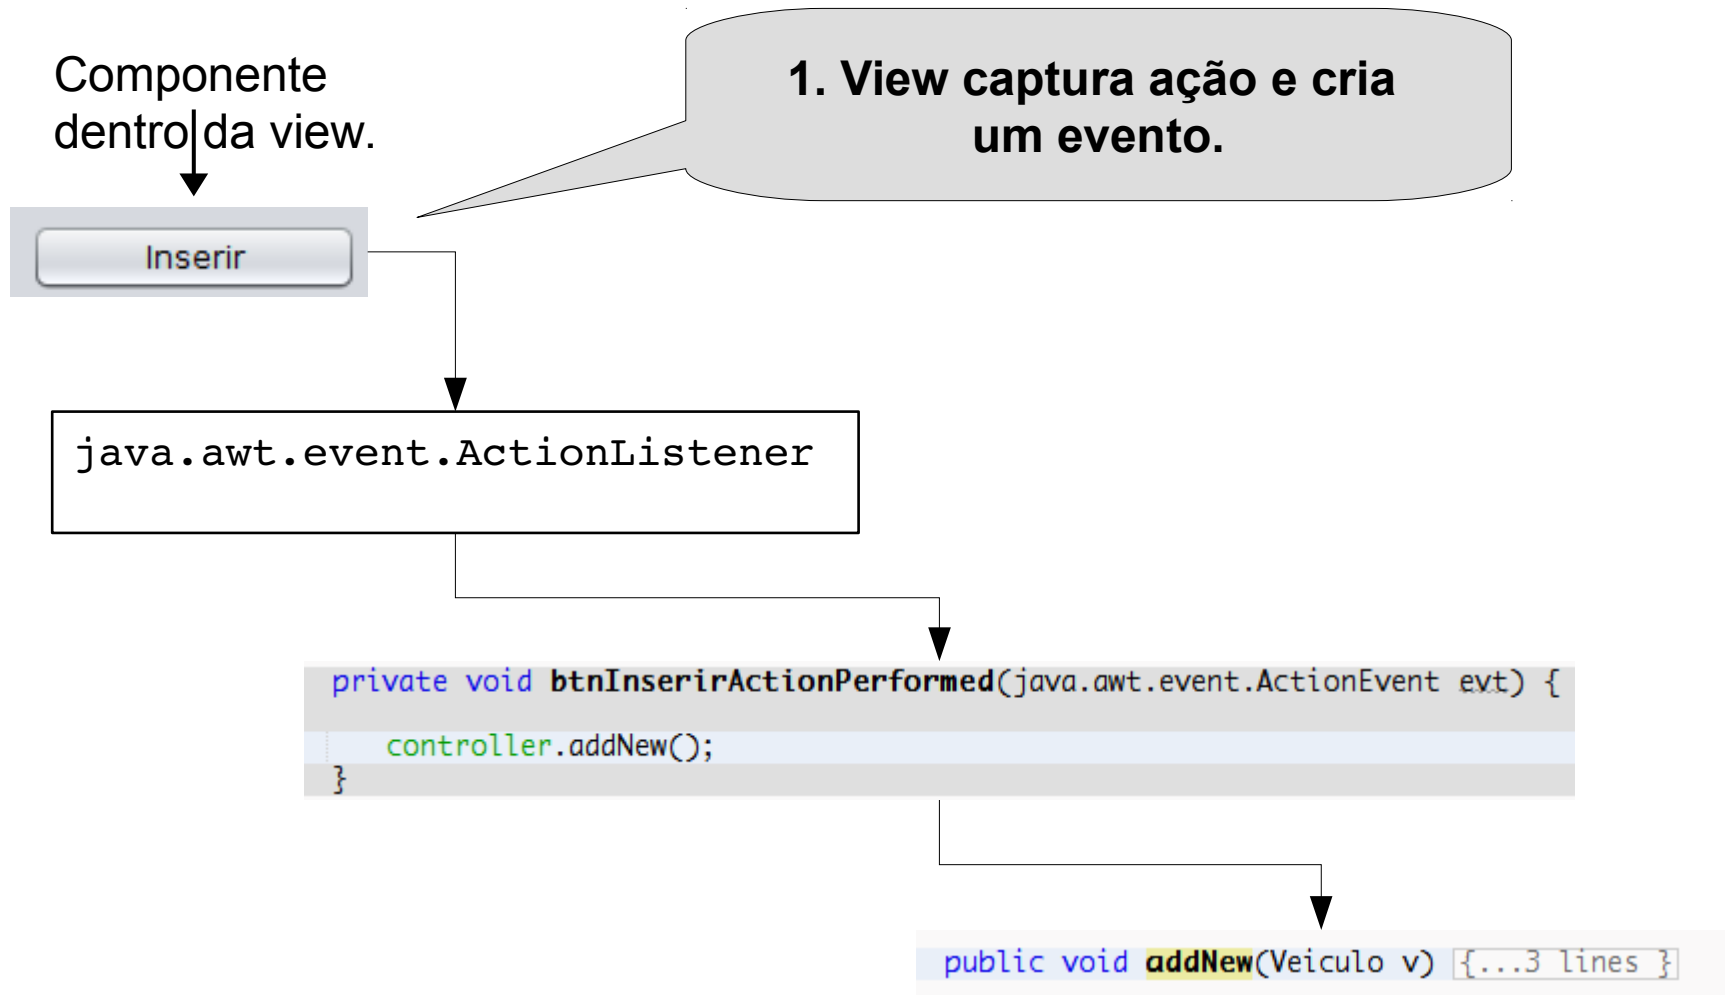 Componente
dentro da view.
1. View captura ação e cria
um evento.
Inserir
java.awt.event.ActionListener
private void btnInserirActionPerformed(java.awt.event.ActionEvent evt) {
controller.addNew();
}
public void addNew(Veiculo v) {...3 lines }